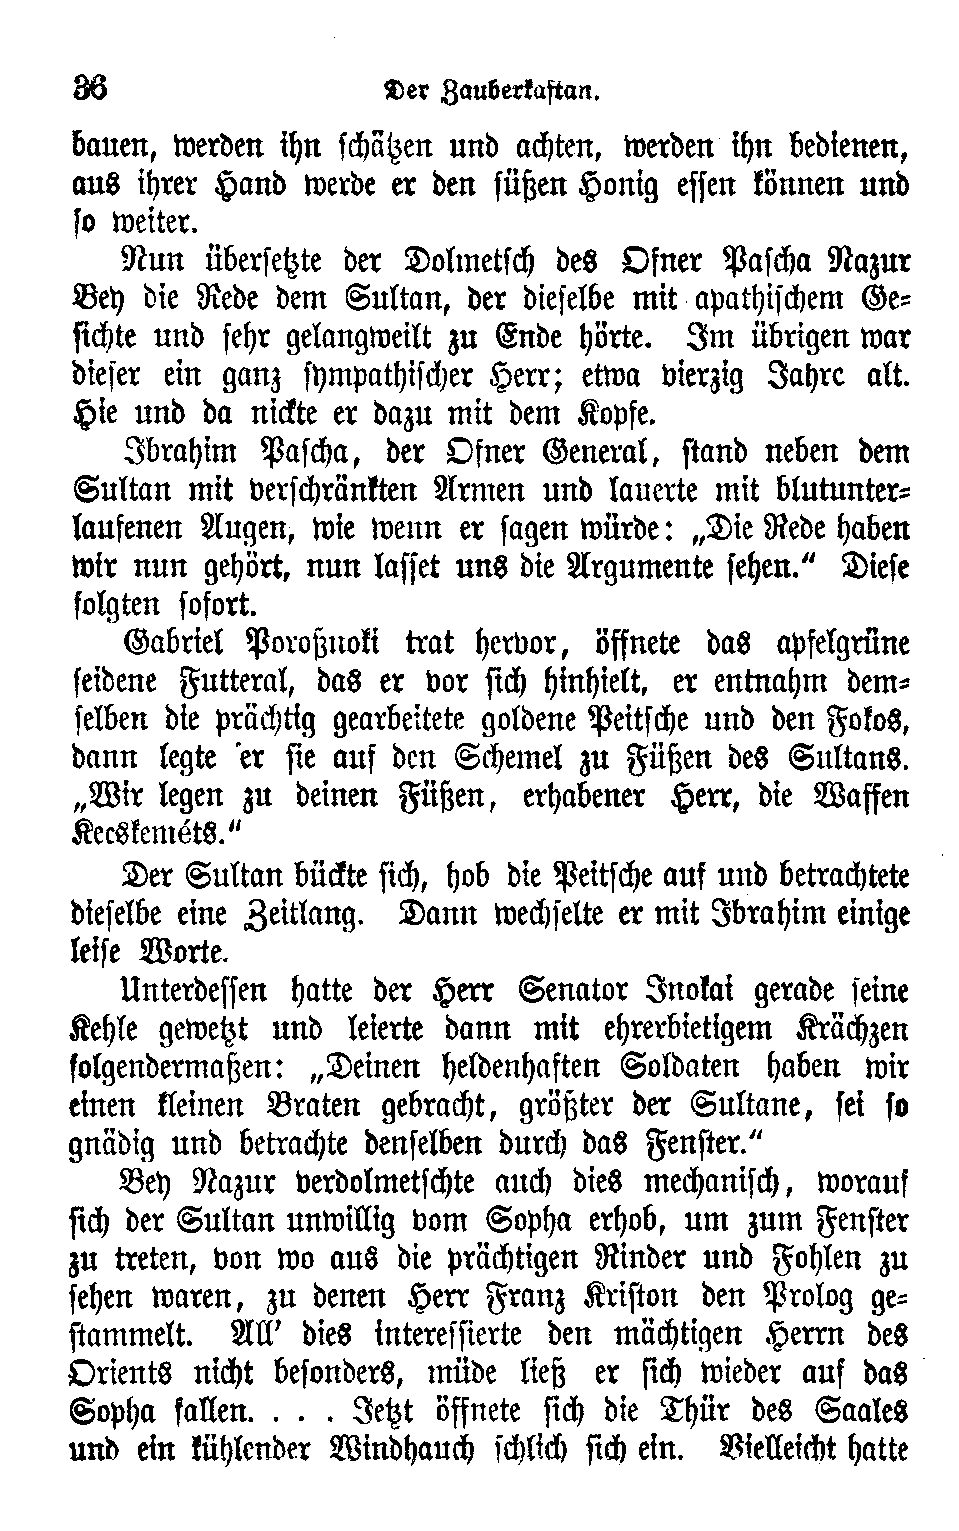 36 Der Zauberkaftan.
bauen, werden ihn schätzen und achten, werden ihn bedienen,
aus ihrer Hand werde er den süßen Honig essen können und
so weiter.
Nun übersetzte der Dolmetsch des Ofner Pascha Nazur
Bey die Rede dem Sultan, der dieselbe mit apathischem Ge-
sichte und sehr gelangweilt zu Ende hörte. Im übrigen war
dieser ein ganz sympathischer Herr; etwa vierzig Jahre alt.
Hie und da nickte er dazu mit dem Kopfe.
Ibrahim Pascha, der Ofner General, stand neben dem
Sultan mit verschränkten Armen und lauerte mit blutunter-
laufenen Augen, wie wenn er sagen würde: „Die Rede haben
wir nun gehört, nun lasset uns die Argumente sehen.“ Diese
folgten sofort.
Gabriel Poroßnoki trat hervor, öffnete das apfelgrüne
seidene Futteral, das er vor sich hinhielt, er entnahm dem-
selben die prächtig gearbeitete goldene Peitsche und den Fokos,
dann legte er sie auf den Schemel zu Füßen des Sultans.
„Wir legen zu deinen Füßen, erhabener Herr, die Waffen
Kecskeméts.“
Der Sultan bückte sich, hob die Peitsche auf und betrachtete
dieselbe eine Zeitlang. Dann wechselte er mit Ibrahim einige
leise Worte.
Unterdessen hatte der Herr Senator Inokai gerade seine
Kehle gewetzt und leierte dann mit ehrerbietigem Krächzen
folgendermaßen: „Deinen heldenhaften Soldaten haben wir
einen kleinen Braten gebracht, größter der Sultane, sei so
gnädig und betrachte denselben durch das Fenster.“
Bey Nazur verdolmetschte auch dies mechanisch, worauf
sich der Sultan unwillig vom Sopha erhob, um zum Fenster
zu treten, von wo aus die prächtigen Rinder und Fohlen zu
sehen waren, zu denen Herr Franz Kriston den Prolog ge-
stammelt. All' dies interessierte den mächtigen Herrn des
Orients nicht besonders, müde ließ er sich wieder auf das
Sopha fallen. . . . Jetzt öffnete sich die Thür des Saales
und ein kühlender Windhauch schlich sich ein. Vielleicht hatte